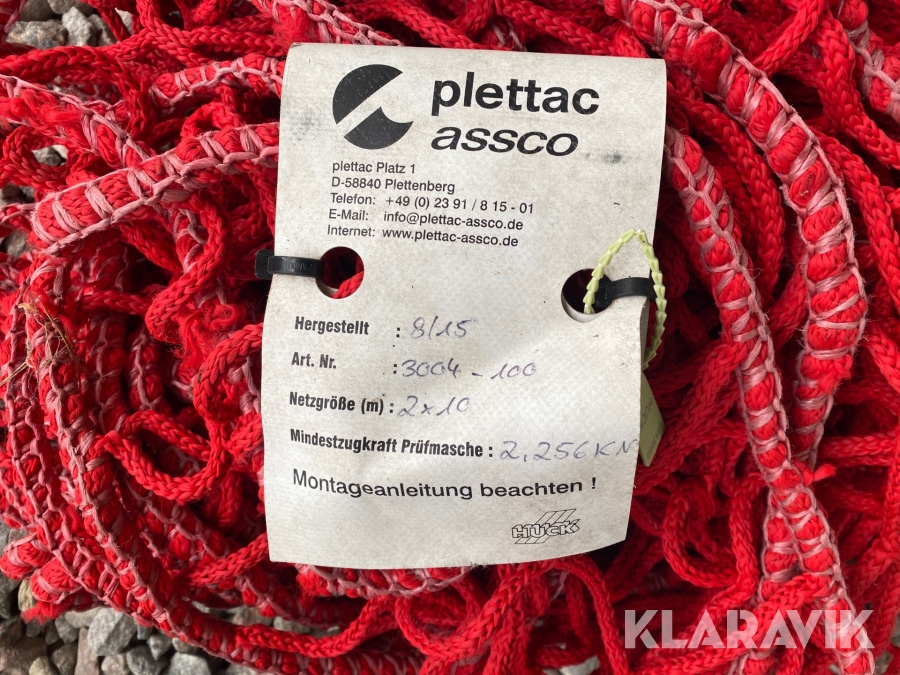 plettac
assco
plettac Platz 1
D-58840 Plettenberg
Telefon: +49 (0) 23 91 / 8 15 - 01
E-Mail: info@plettac-assco.de
Internet: www.plettac-assco.de
Hergestellt : 8/15
Art. Nr. : 3004-100
Netzgröße (m) : 2x10
Mindestzugkraft Prüfmasche : 2,256KN
Montageanleitung beachten !
HUCK
KLARAVIK